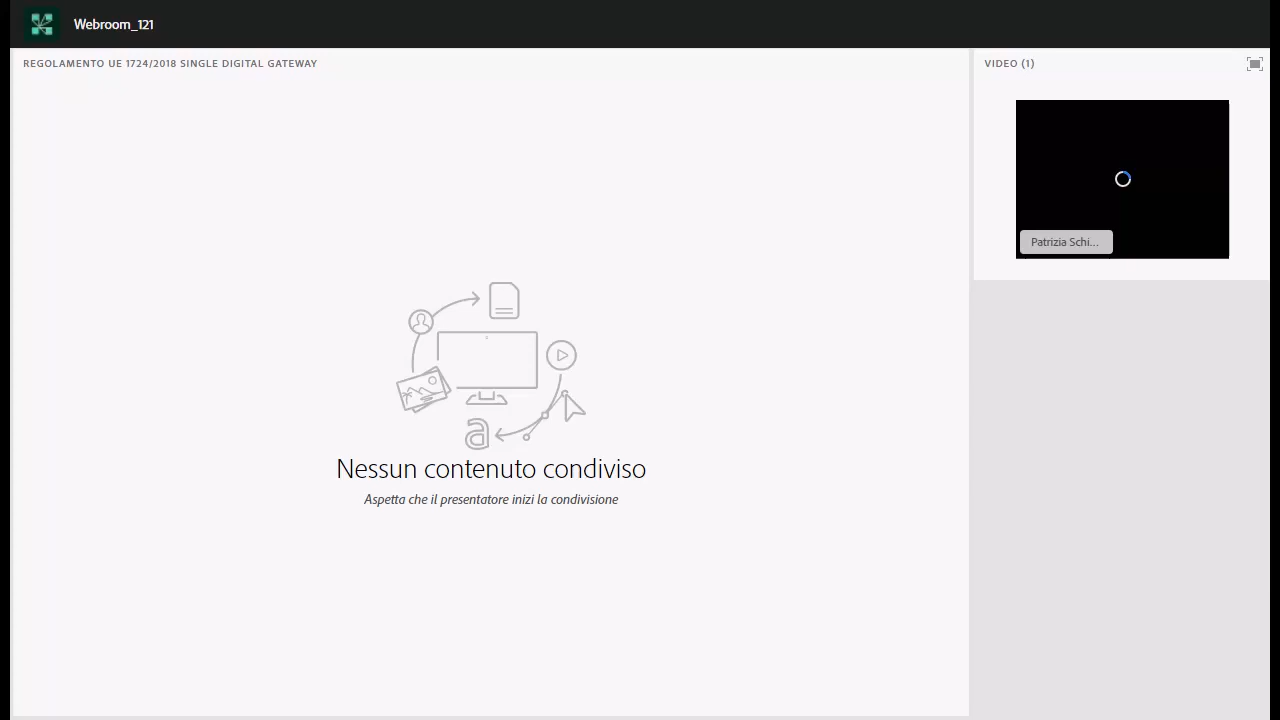 Webroom_121
REGOLAMENTO UE 1724/2018 SINGLE DIGITAL GATEWAY
VIDEO (1)
Patrizia Schi...
a
Nessun contenuto condiviso
Aspetta che il presentatore inizi la condivisione